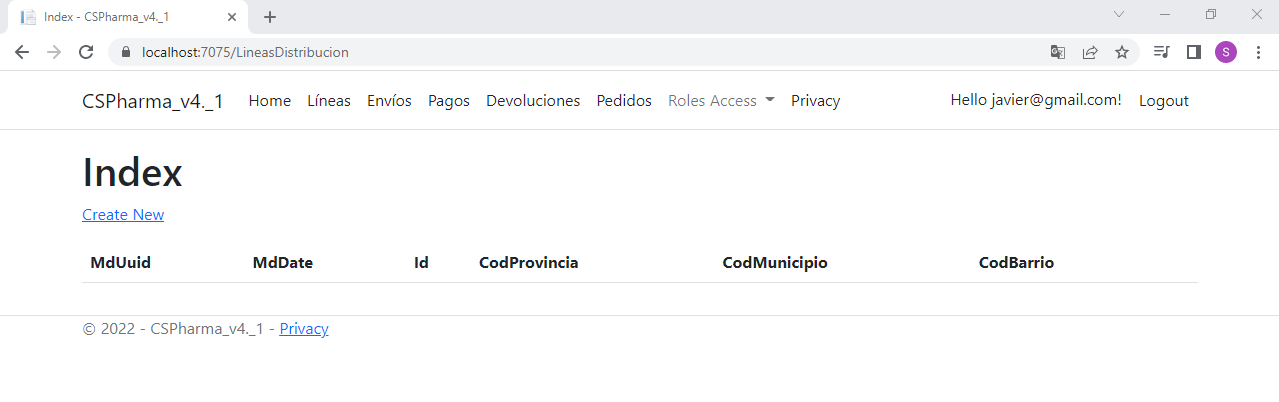 Index - CSPharma_v4._1
localhost:7075/LineasDistribucion
S
CSPharma_v4._1 Home Líneas Envíos Pagos Devoluciones Pedidos Roles Access Privacy Hello javier@gmail.com! Logout
Index
Create New
MdUuid MdDate Id CodProvincia CodMunicipio CodBarrio
© 2022 - CSPharma_v4._1 - Privacy